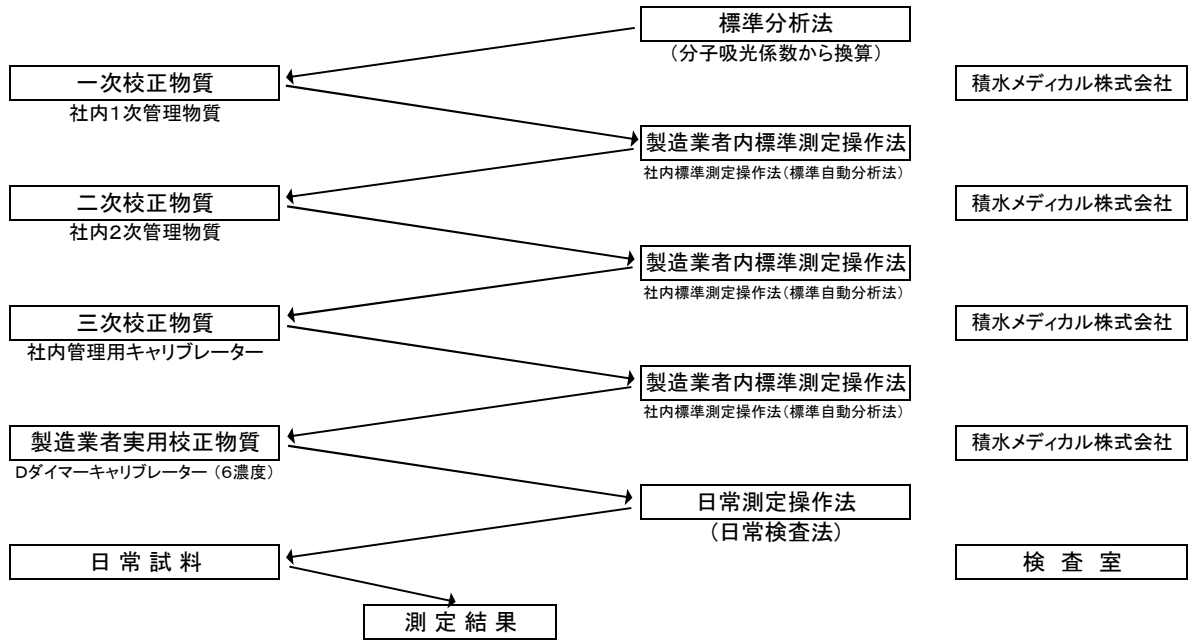 標準分析法
（分子吸光係数から換算）
一次校正物質
積水メディカル株式会社
社内１次管理物質
製造業者内標準測定操作法
社内標準測定操作法（標準自動分析法）
二次校正物質
積水メディカル株式会社
社内２次管理物質
製造業者内標準測定操作法
社内標準測定操作法（標準自動分析法）
三次校正物質
積水メディカル株式会社
社内管理用キャリブレーター
製造業者内標準測定操作法
社内標準測定操作法（標準自動分析法）
製造業者実用校正物質
積水メディカル株式会社
Dダイマーキャリブレーター（６濃度）
日常測定操作法
（日常検査法）
日 常 試 料
検 査 室
測 定 結 果